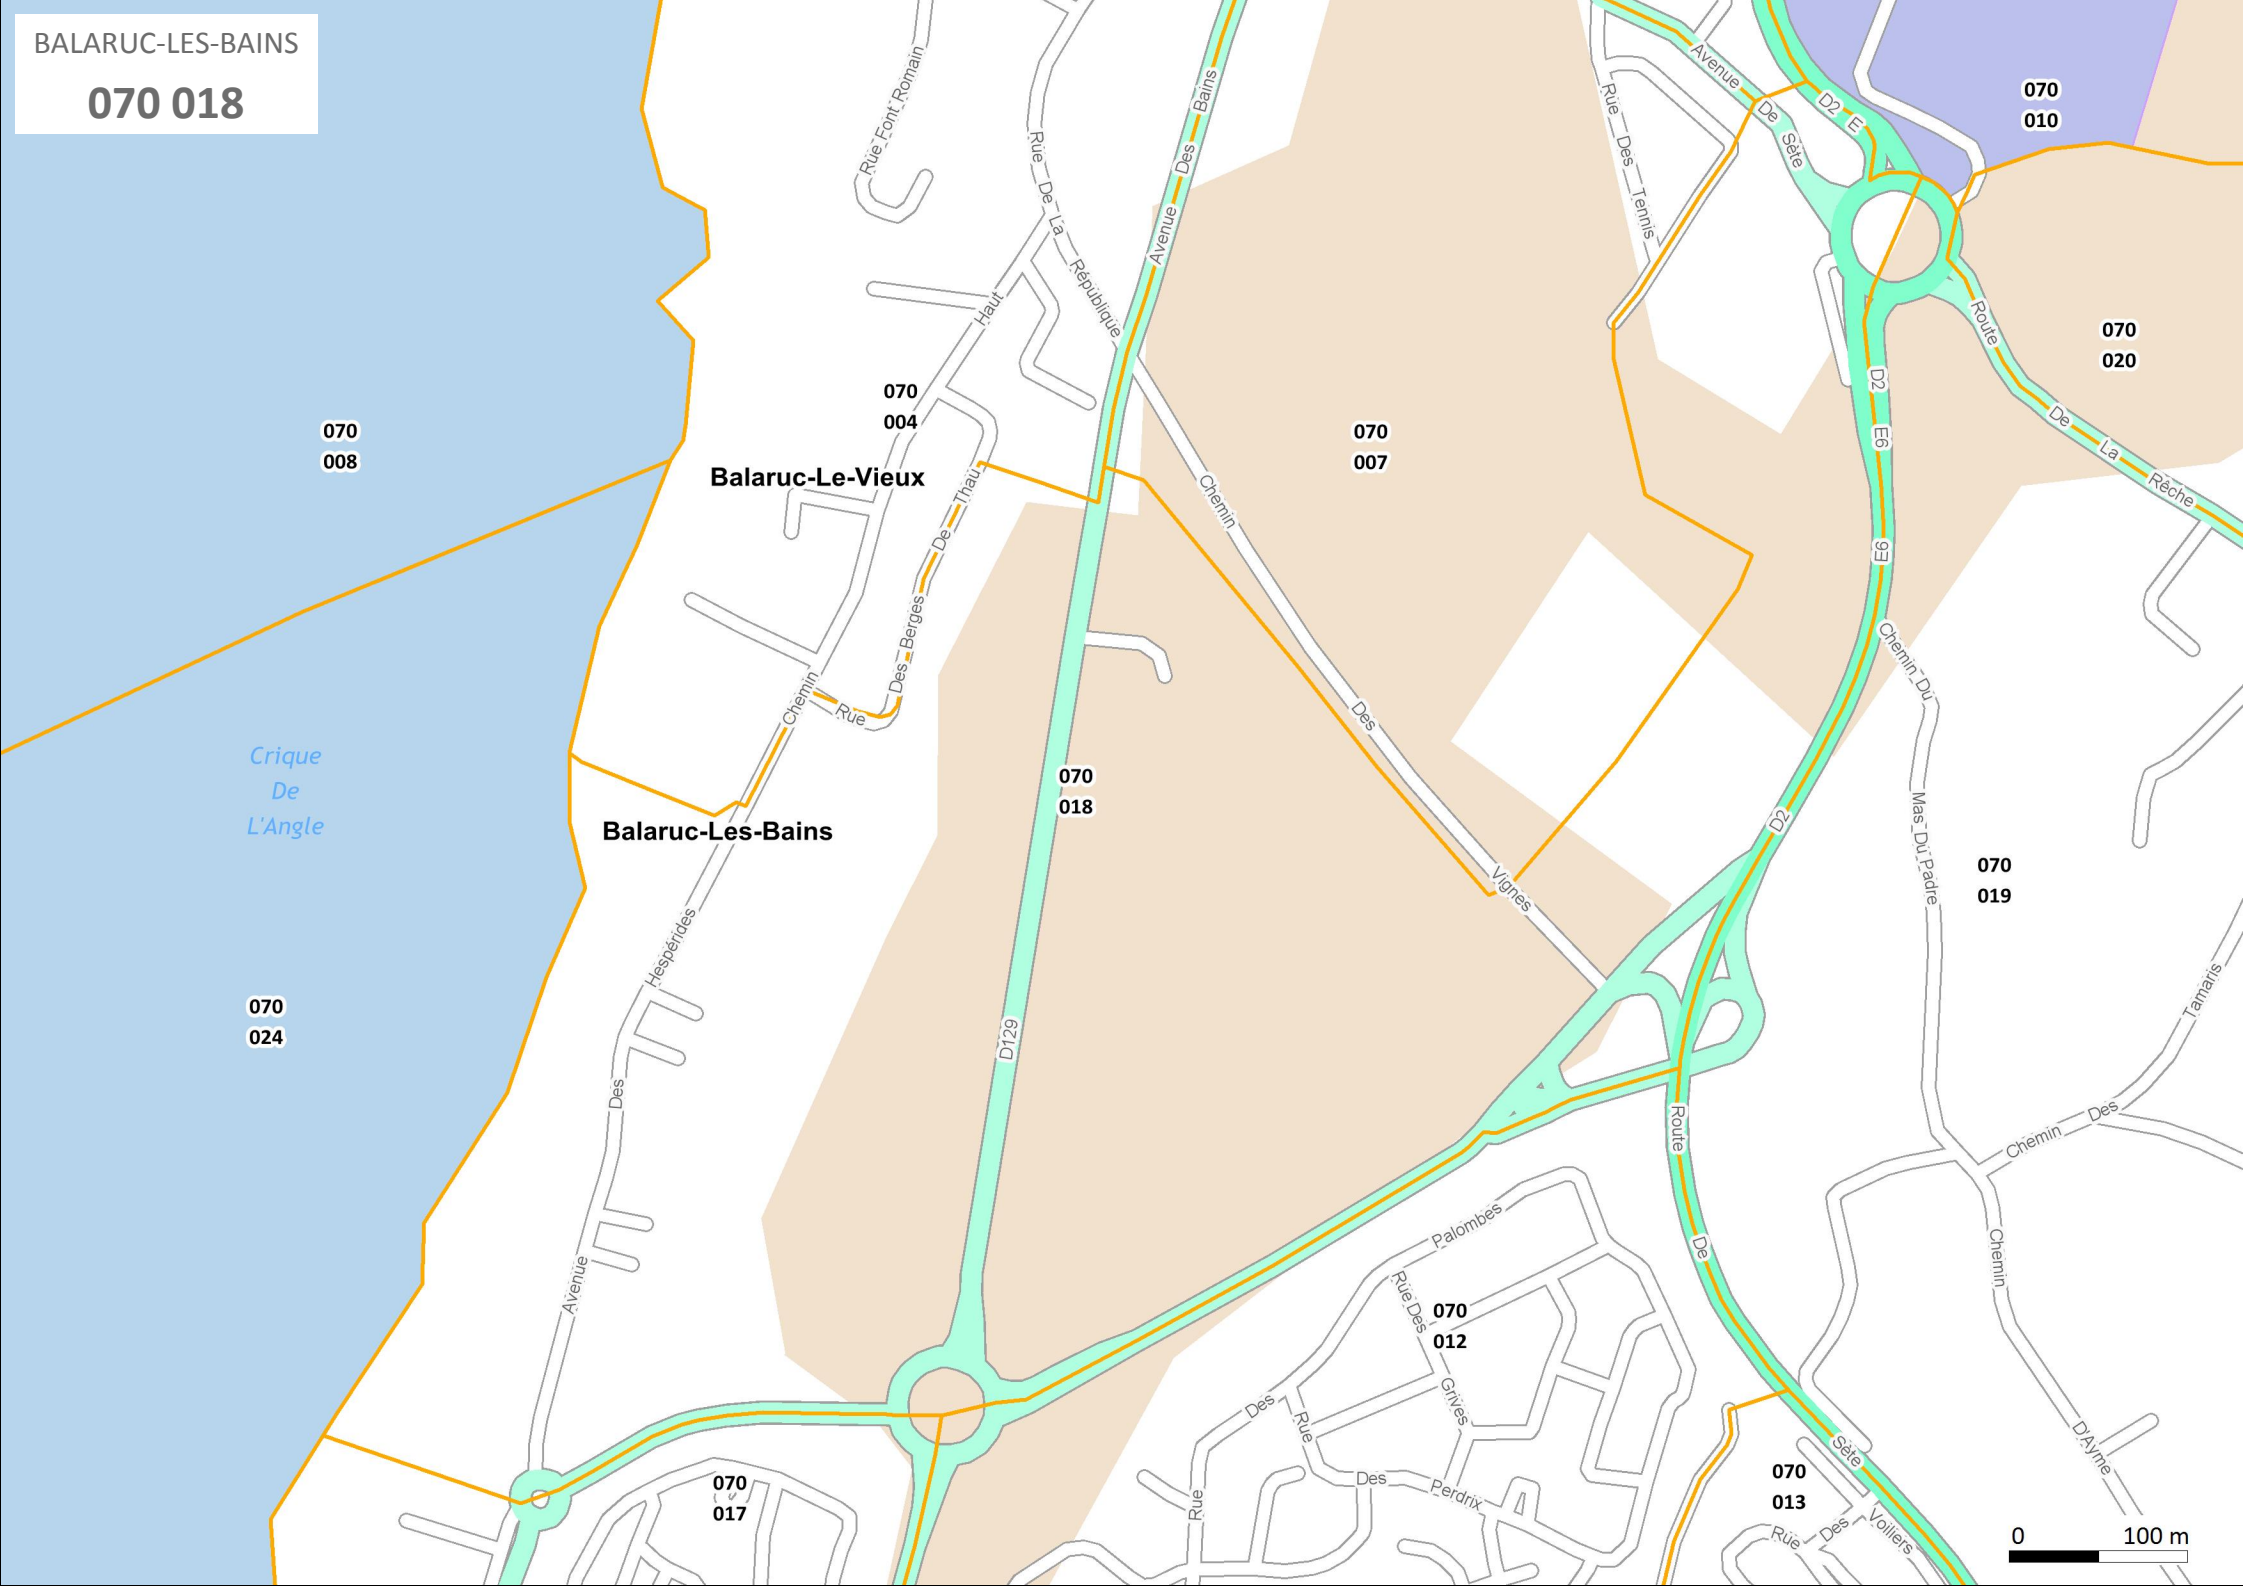 BALARUC-LES-BAINS
070 018
Rue Font Romain
Rue De La République
Avenue Des Bains
Rue Des Tennis
Avenue De Sète
D2 E
070
010
Haut
070
004
Balaruc-Le-Vieux
070
008
070
007
D2
E6
E6
Route De La Rêche
070
020
Chemin Des Vignes
Rue Des Berges De Thau
Chemin
Balaruc-Les-Bains
Crique
De
L'Angle
070
018
D2
Chemin Du Mas Du Padre
070
019
070
024
Avenue Des Hespérides
D129
Tamaris
Chemin Des
Route De Sète
Rue Des Palombes
Rue Des Grives
070
012
Chemin D'Ayme
Rue Des Perdrix
070
017
070
013
Rue Des Voiliers
0 100 m